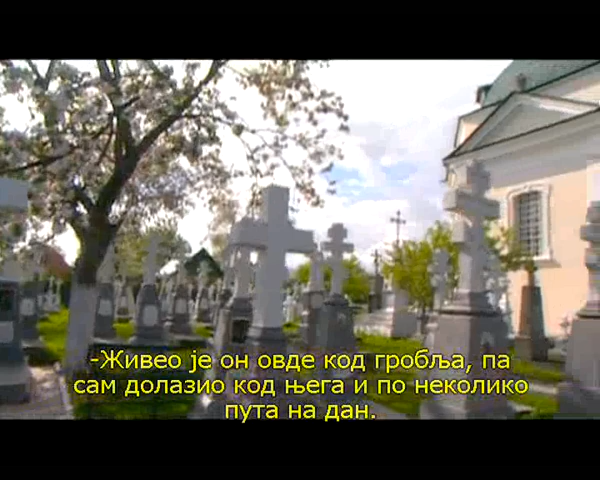 -Живео је он овде код гробља, па
сам долазио код њега и по неколико
пута на дан.